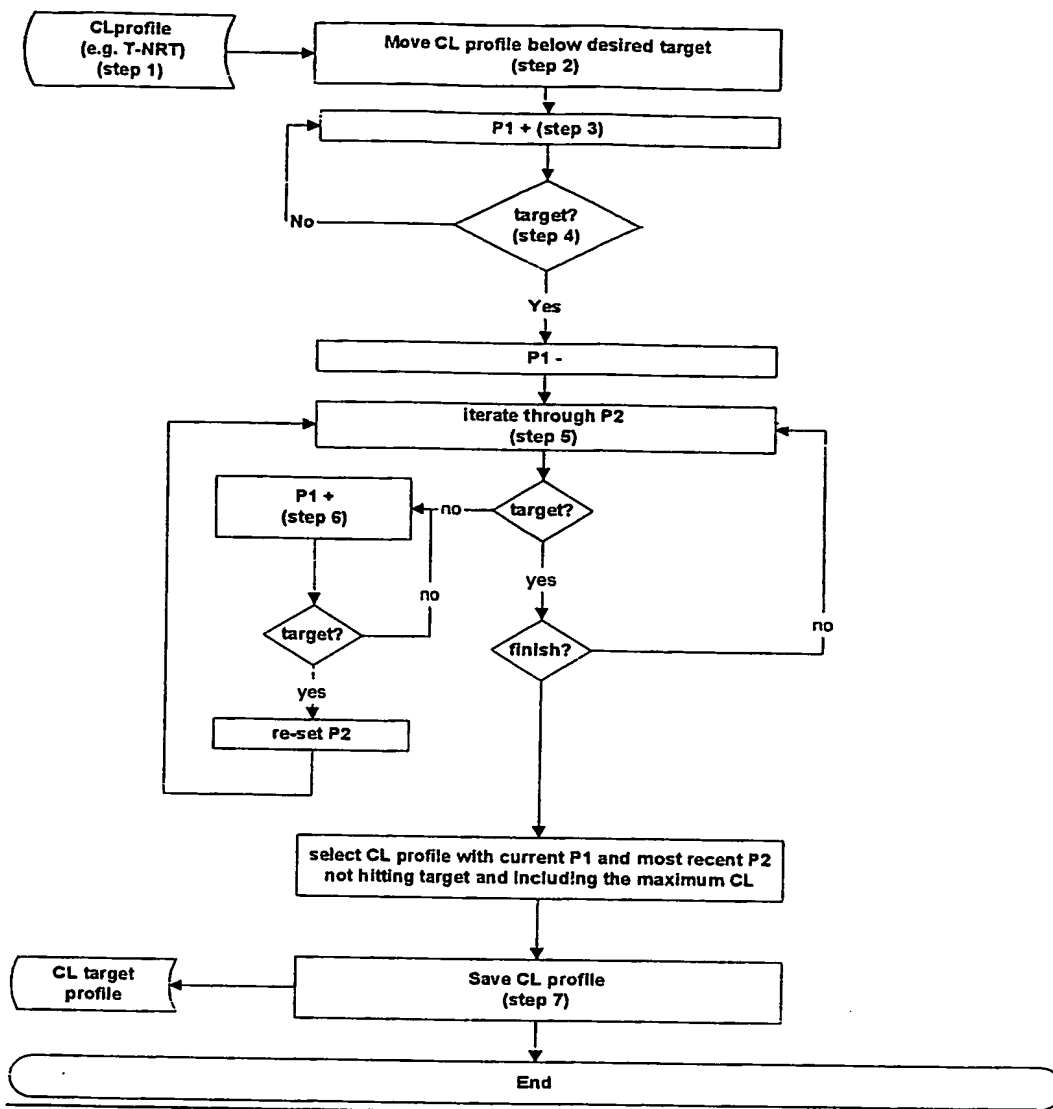 CLprofile
(e.g. T-NRT)
(step 1)
Move CL profile below desired target
(step 2)
P1 + (step 3)
target?
(step 4)
No
Yes
P1 -
iterate through P2
(step 5)
P1 +
(step 6)
no
target?
yes
no
no
target?
finish?
yes
re-set P2
select CL profile with current P1 and most recent P2
not hitting target and including the maximum CL
CL target
profile
Save CL profile
(step 7)
End